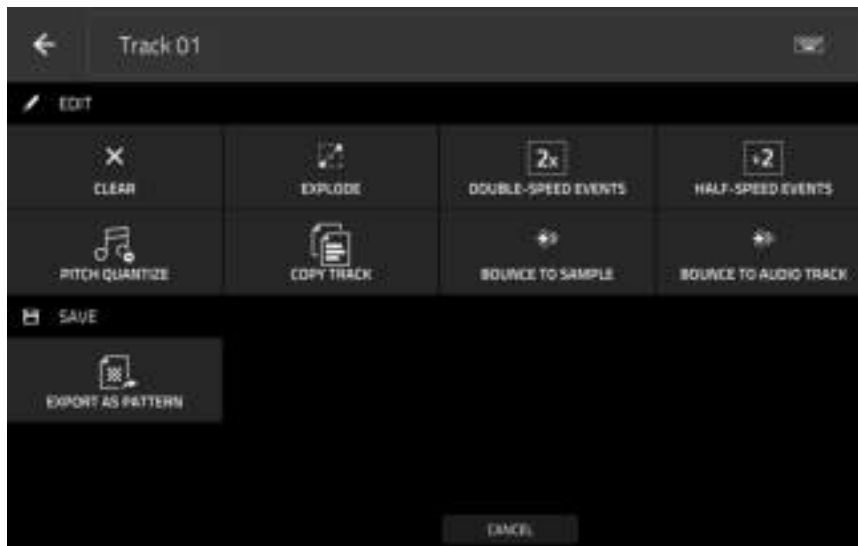 Track 01
EDIT
CLEAR
EXPLODE
2x
DOUBLE-SPEED EVENTS
÷2
HALF-SPEED EVENTS
PITCH QUANTIZE
COPY TRACK
BOUNCE TO SAMPLE
BOUNCE TO AUDIO TRACK
SAVE
EXPORT AS PATTERN
CANCEL